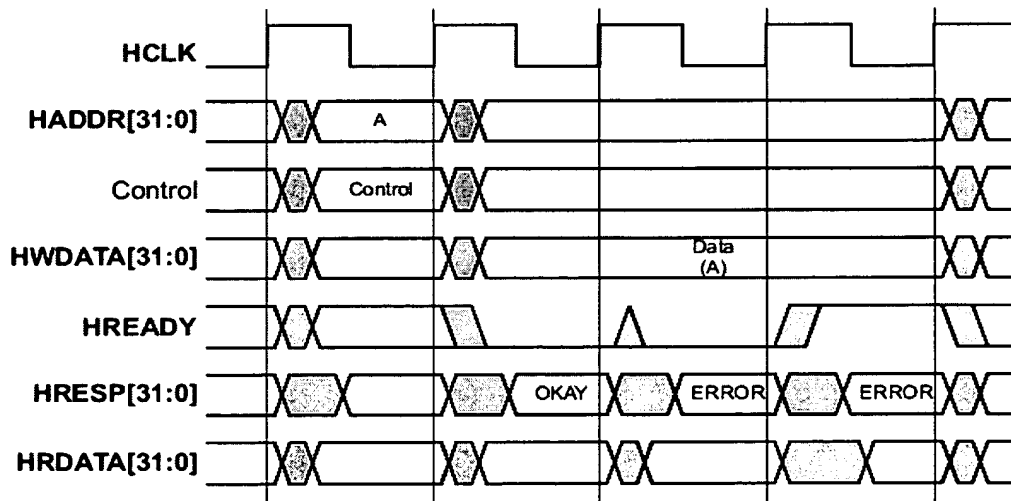 HCLK
HADDR[31:0] A
Control Control
HWDATA[31:0] Data
(A)
HREADY
HRESP[31:0] OKAY ERROR ERROR
HRDATA[31:0]